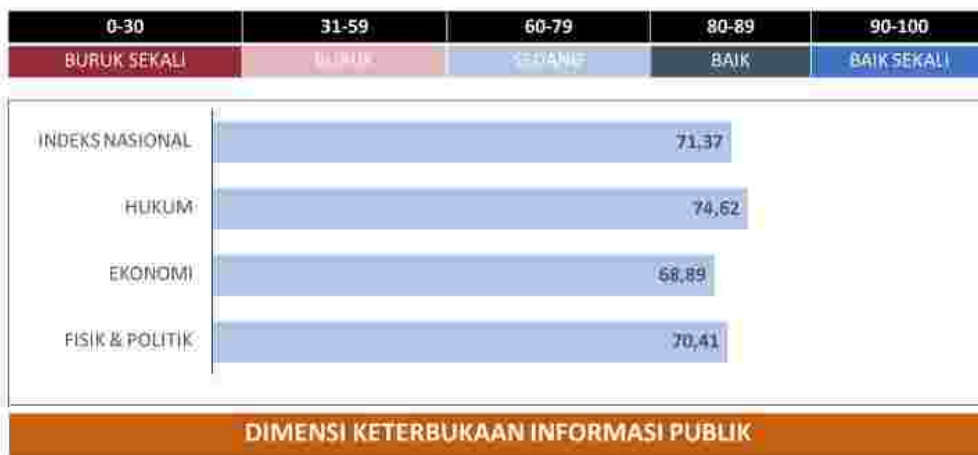 0-30 31-59 60-79 80-89 90-100
BURUK SEKALI BURUK SEDANG BAIK BAIK SEKALI
INDEKS NASIONAL 71,37
HUKUM 74,62
EKONOMI 68,89
FISIK & POLITIK 70,41
DIMENSI KETERBUKAAN INFORMASI PUBLIK